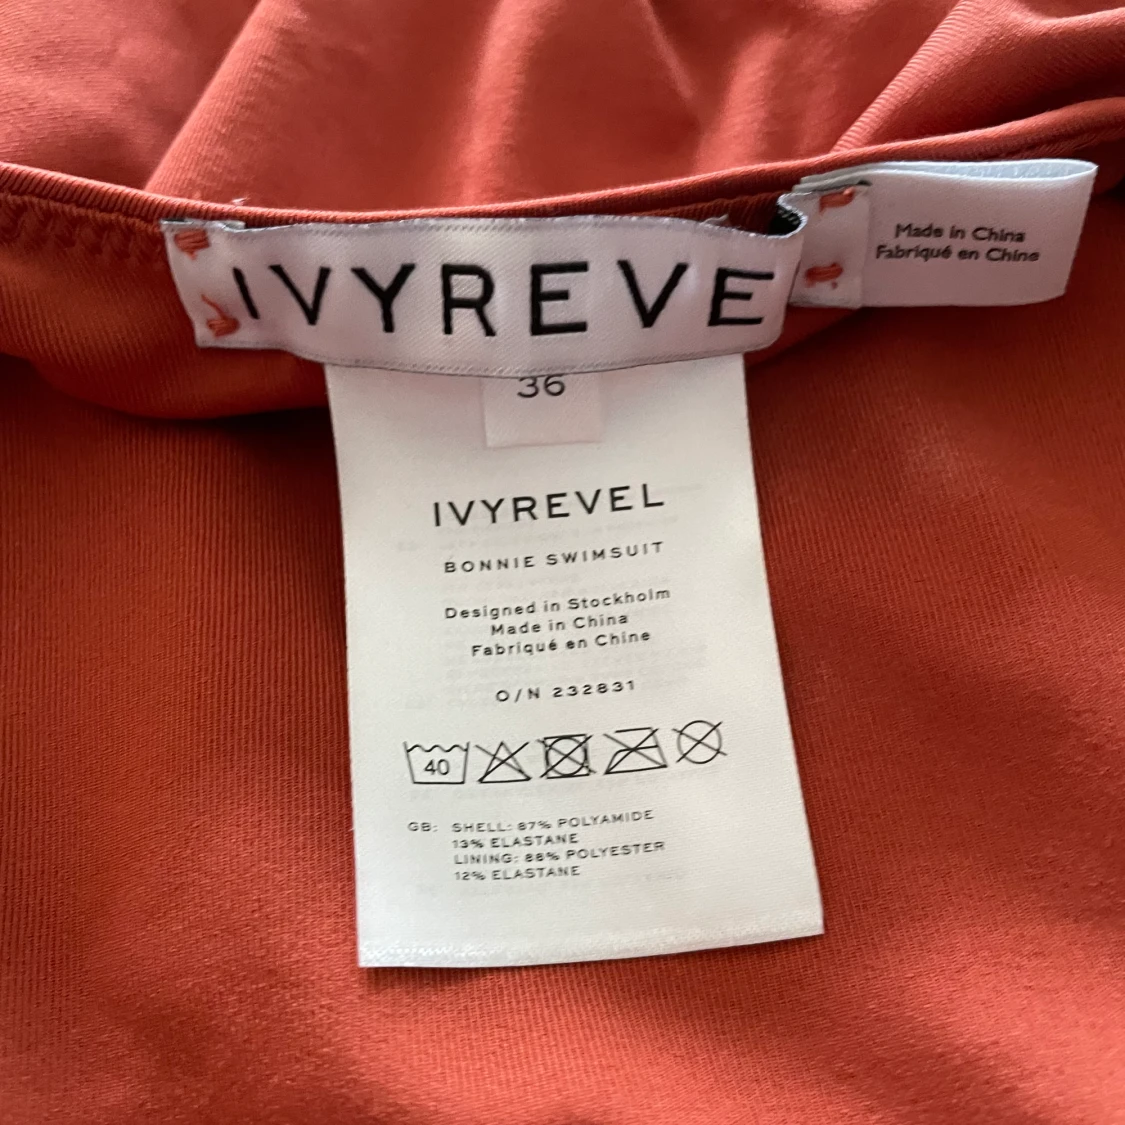 IVYREVE
Made in China
Fabriqué en Chine
36
IVYREVEL
BONNIE SWIMSUIT
Designed in Stockholm
Made in China
Fabriqué en Chine
O/N 232831
40
GB: SHELL: 87% POLYAMIDE
13% ELASTANE
LINING: 88% POLYESTER
12% ELASTANE